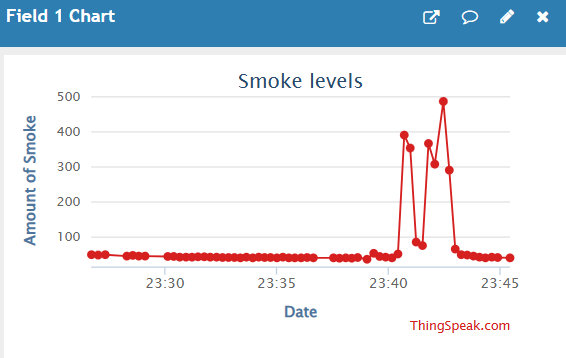 Field 1 Chart
Smoke levels
Amount of Smoke
500
400
300
200
100
23:30
23:35
23:40
23:45
Date
ThingSpeak.com